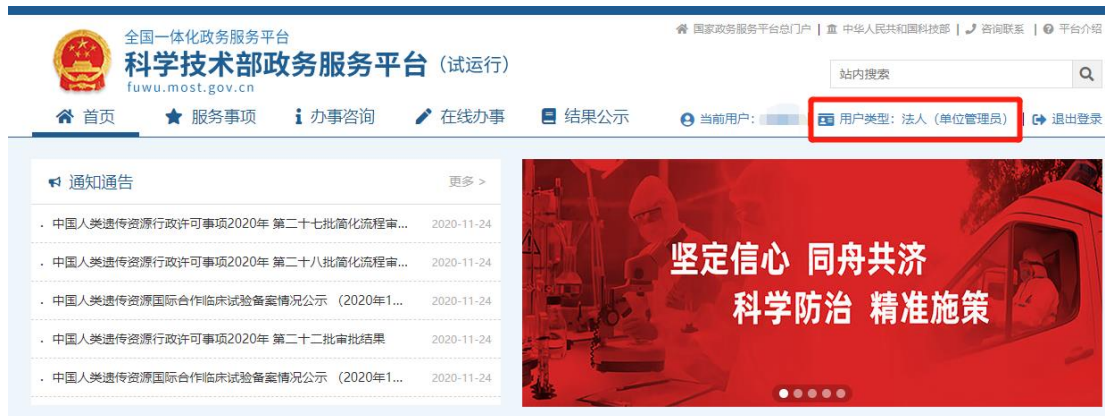 国家政务服务平台总门户 | 中华人民共和国科技部 | 咨询联系 | 平台介绍
全国一体化政务服务平台
科学技术部政务服务平台（试运行）
fuwu.most.gov.cn
站内搜索
首页 服务事项 办事咨询 在线办事 结果公示 当前用户： 用户类型：法人（单位管理员） | 退出登录
通知通告 更多 >
· 中国人类遗传资源行政许可事项2020年 第二十七批简化流程审... 2020-11-24
· 中国人类遗传资源行政许可事项2020年 第二十八批简化流程审... 2020-11-24
· 中国人类遗传资源国际合作临床试验备案情况公示 （2020年1... 2020-11-24
· 中国人类遗传资源行政许可事项2020年 第二十二批审批结果 2020-11-24
· 中国人类遗传资源国际合作临床试验备案情况公示 （2020年1... 2020-11-24
坚定信心 同舟共济
科学防治 精准施策